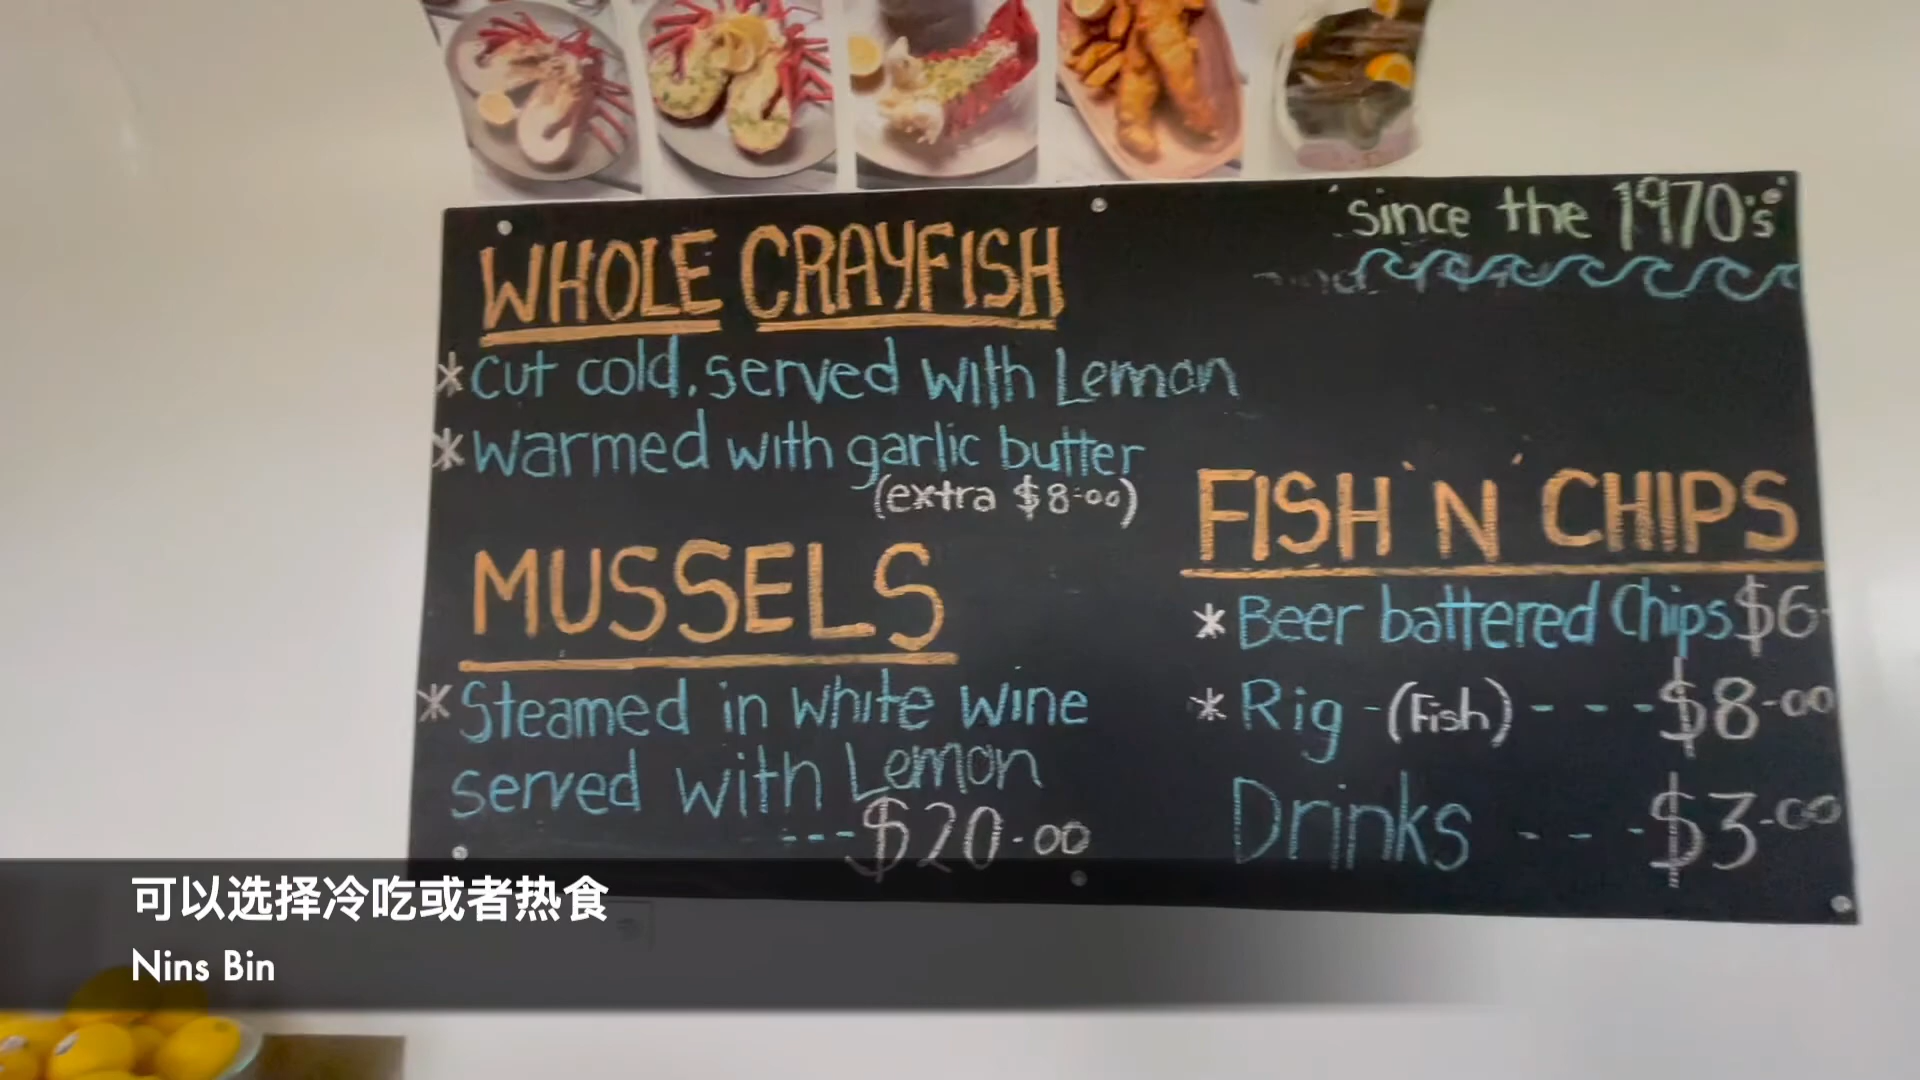 since the 1970's
WHOLE CRAYFISH
* Cut cold, served with Lemon
* Warmed with garlic butter
(extra $8.00)
MUSSELS
* Steamed in white wine
served with Lemon
---$20.00
FISH 'N' CHIPS
* Beer battered Chips $6.
* Rig - (Fish) - - - $8.00
Drinks - - - $3.00
可以选择冷吃或者热食
Nins Bin